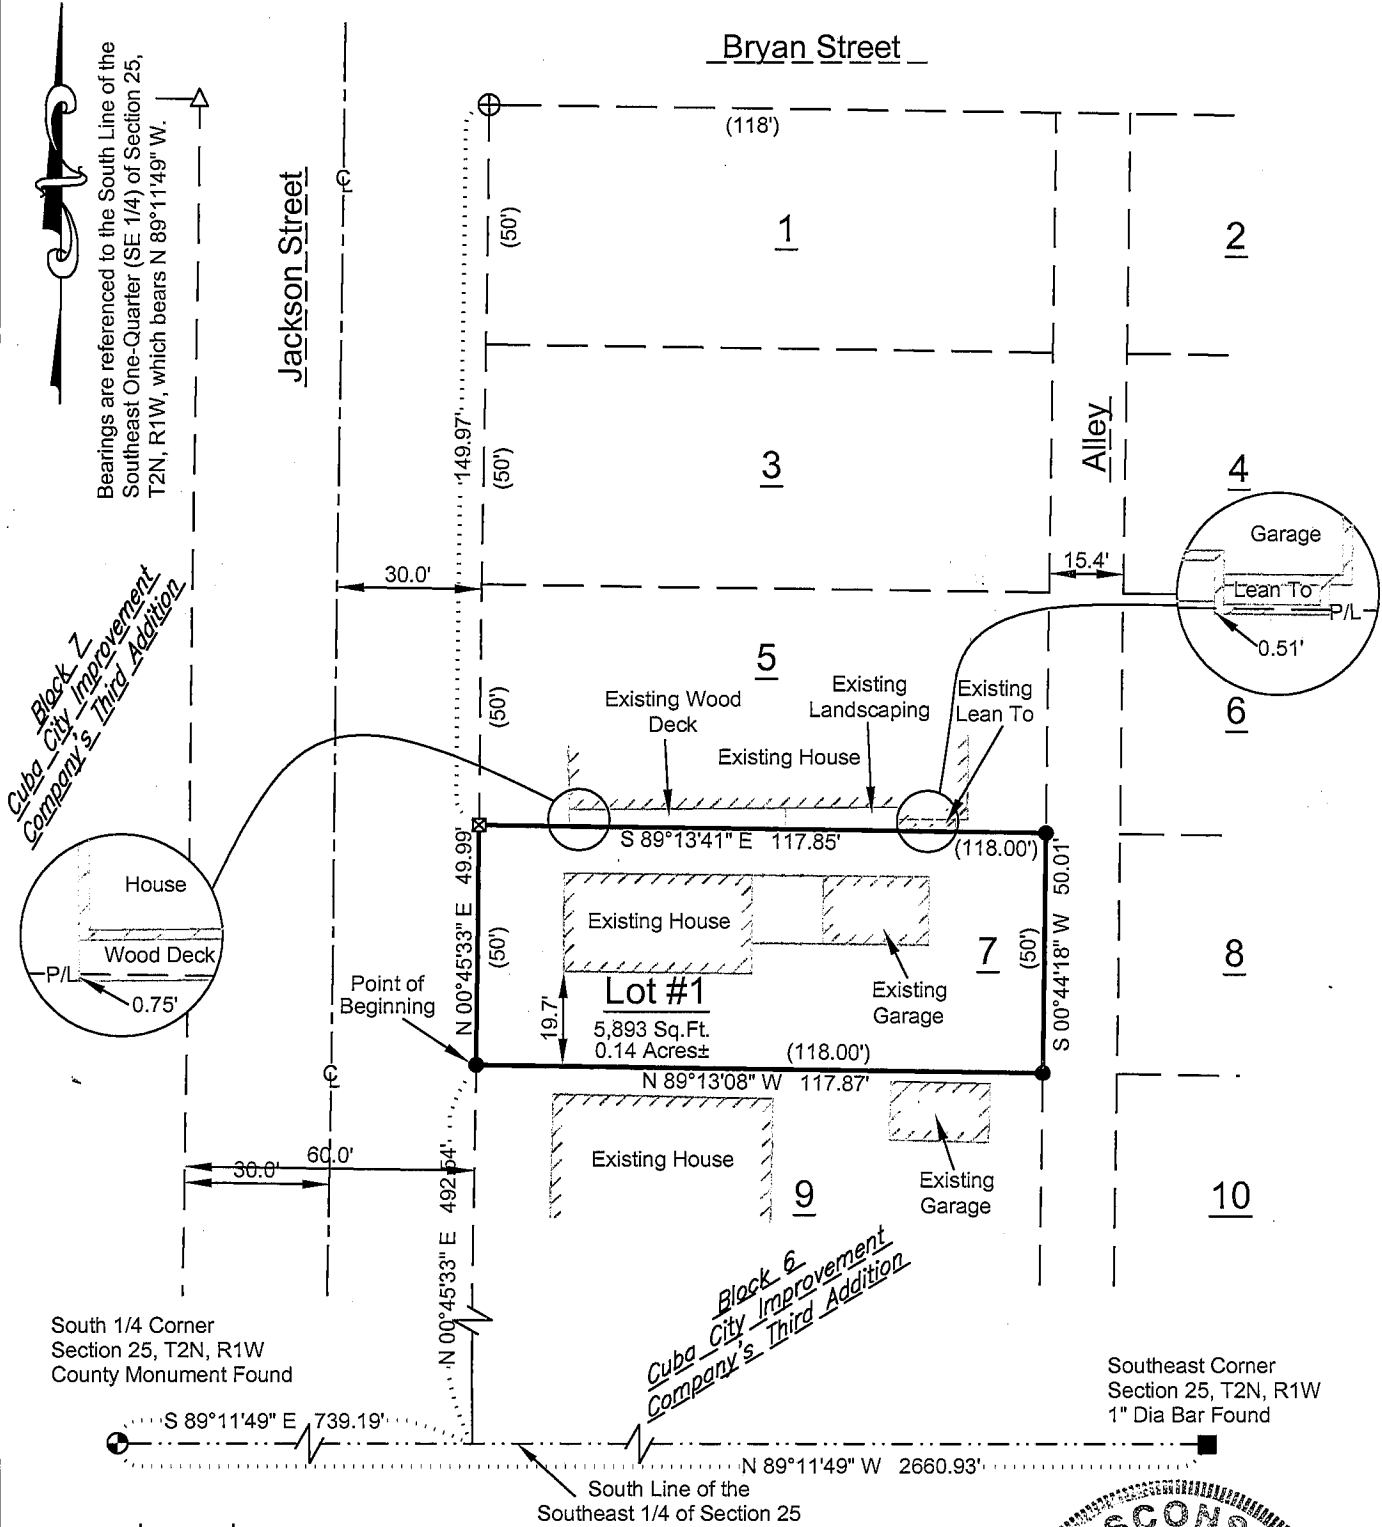 Bryan Street
Bearings are referenced to the South Line of the
Southeast One-Quarter (SE 1/4) of Section 25,
T2N, R1W, which bears N 89°11'49" W.
Jackson Street
CL
(118')
(50')
1
2
149.97'
(50')
3
Alley
4
Garage
Lean To
P/L
0.51'
30.0'
15.4'
Block 7
Cuba City Improvement
Company's Third Addition
5
6
(50')
Existing Wood
Deck
Existing
Landscaping
Existing
Lean To
Existing House
S 89°13'41" E 117.85'
(118.00')
House
Wood Deck
P/L
0.75'
N 00°45'33" E 49.99'
(50')
Existing House
7
(50')
S 00°44'18" W 50.01'
8
Existing
Garage
Point of
Beginning
19.7'
Lot #1
5,893 Sq.Ft.
0.14 Acres±
(118.00')
N 89°13'08" W 117.87'
CL
60.0'
30.0'
N 00°45'33" E 492.54'
Existing House
Existing
Garage
9
10
Block 6
Cuba City Improvement
Company's Third Addition
South 1/4 Corner
Section 25, T2N, R1W
County Monument Found
Southeast Corner
Section 25, T2N, R1W
1" Dia Bar Found
S 89°11'49" E 739.19'
N 89°11'49" W 2660.93'
South Line of the
Southeast 1/4 of Section 25
SCONS